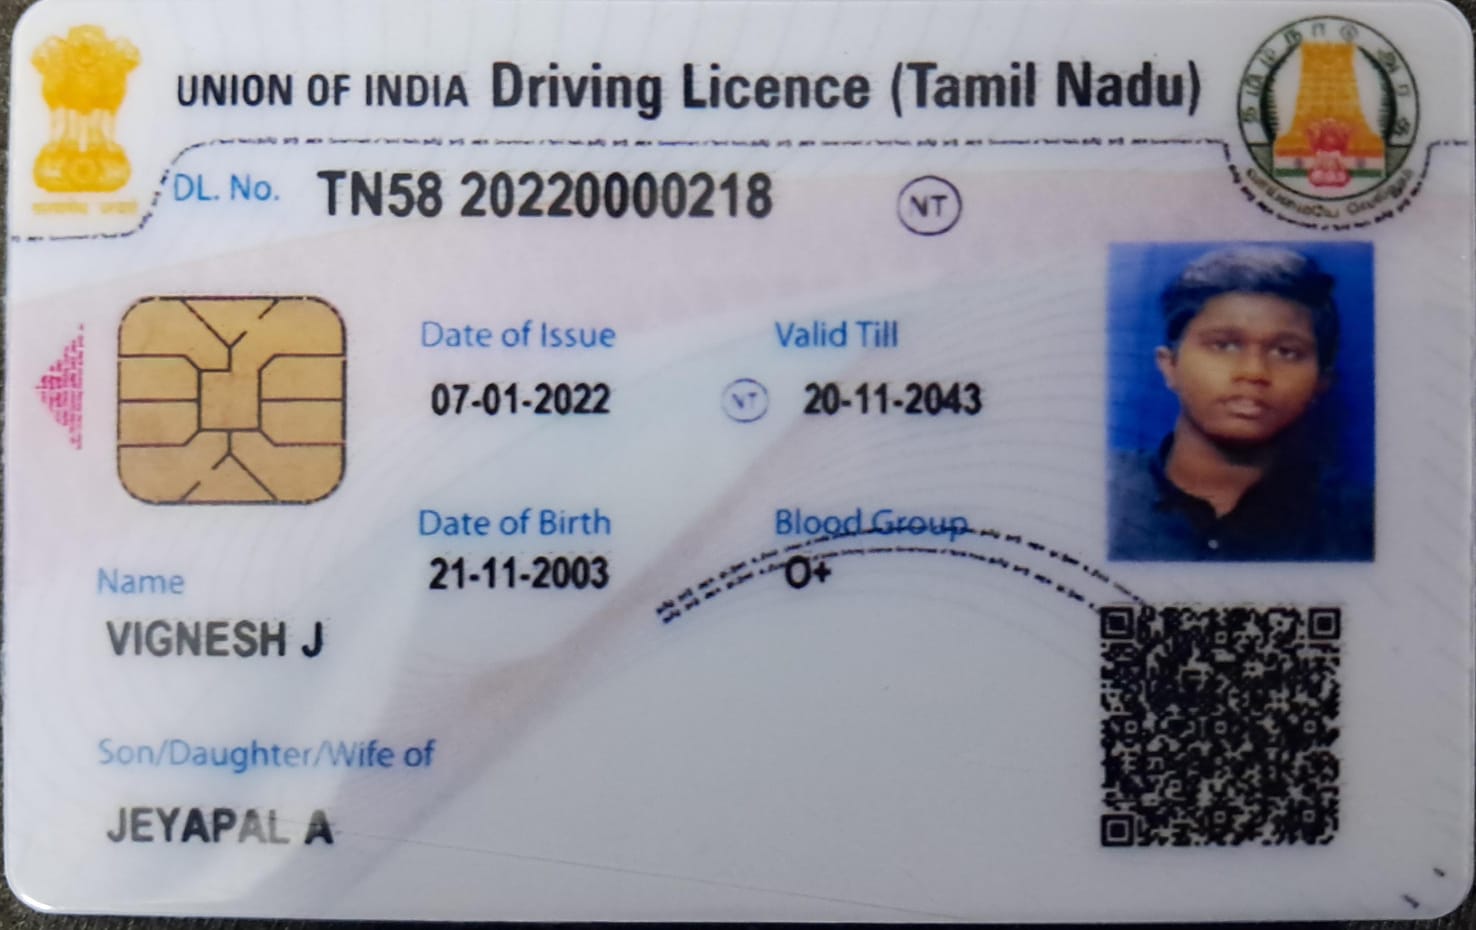 UNION OF INDIA Driving Licence (Tamil Nadu)
DL. No. TN58 20220000218 NT
Date of Issue Valid Till
07-01-2022 NT 20-11-2043
Date of Birth Blood Group
21-11-2003 O+
Name
VIGNESH J
Son/Daughter/Wife of
JEYAPAL A